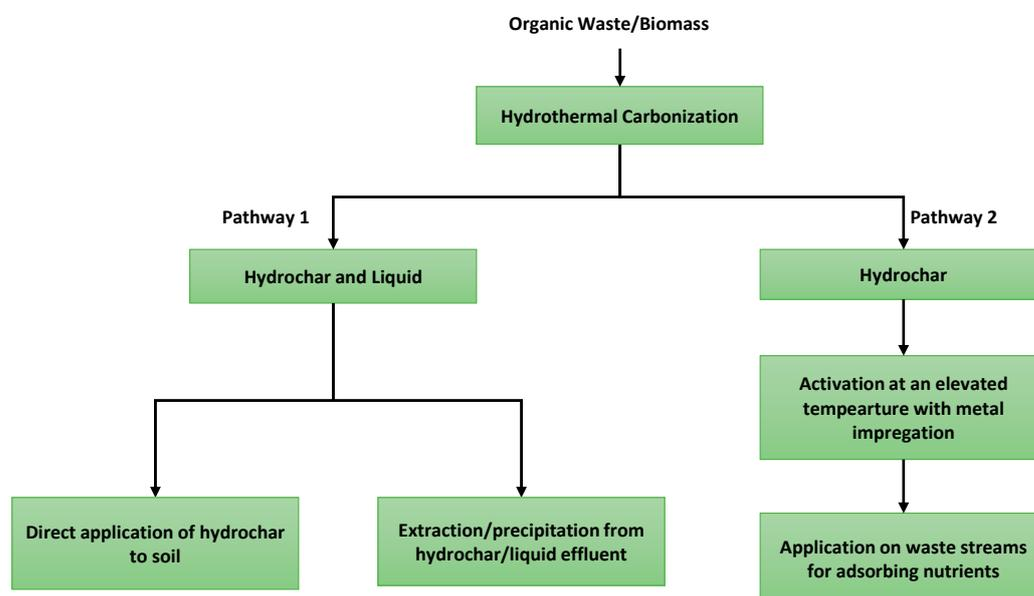 Organic Waste/Biomass
Hydrothermal Carbonization
Pathway 1
Pathway 2
Hydrochar and Liquid
Hydrochar
Activation at an elevated
tempearture with metal
impregation
Direct application of hydrochar
to soil
Extraction/precipitation from
hydrochar/liquid effluent
Application on waste streams
for adsorbing nutrients